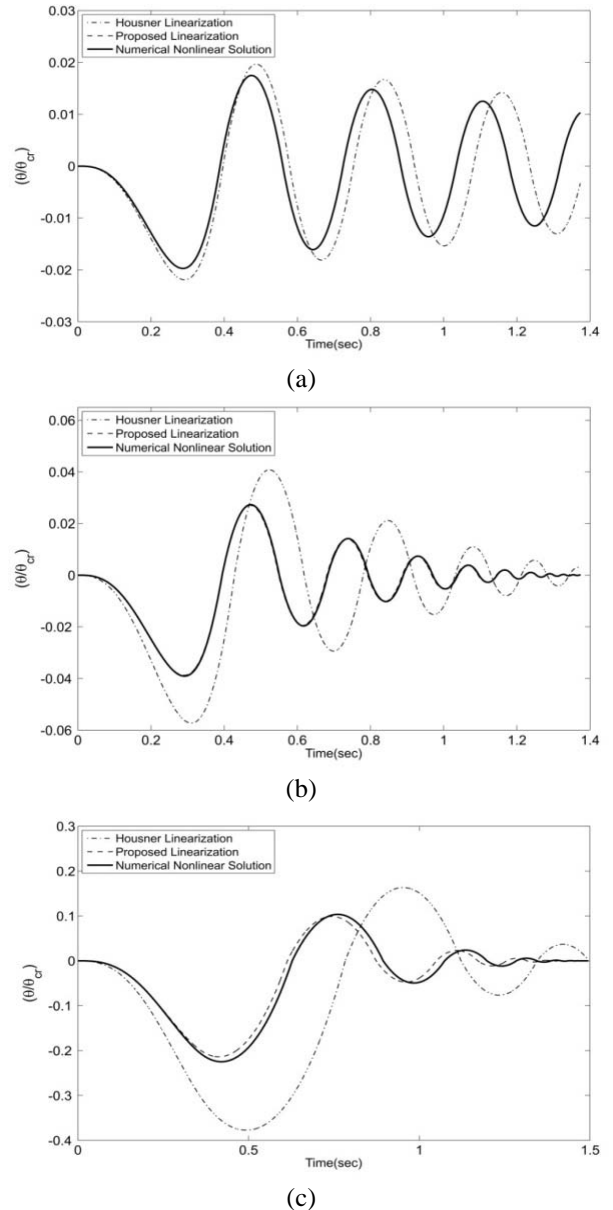 0.03
Housner Linearization
Proposed Linearization
Numerical Nonlinear Solution
0.02
0.01
(θ/θcr)
0
-0.01
-0.02
-0.03
0 0.2 0.4 0.6 0.8 1 1.2 1.4
Time(sec)
(a)
0.06
Housner Linearization
Proposed Linearization
Numerical Nonlinear Solution
0.04
0.02
(θ/θcr)
0
-0.02
-0.04
-0.06
0 0.2 0.4 0.6 0.8 1 1.2 1.4
Time(sec)
(b)
0.3
Housner Linearization
Proposed Linearization
Numerical Nonlinear Solution
0.2
0.1
(θ/θcr)
0
-0.1
-0.2
-0.3
-0.4
0 0.5 1 1.5
Time(sec)
(c)